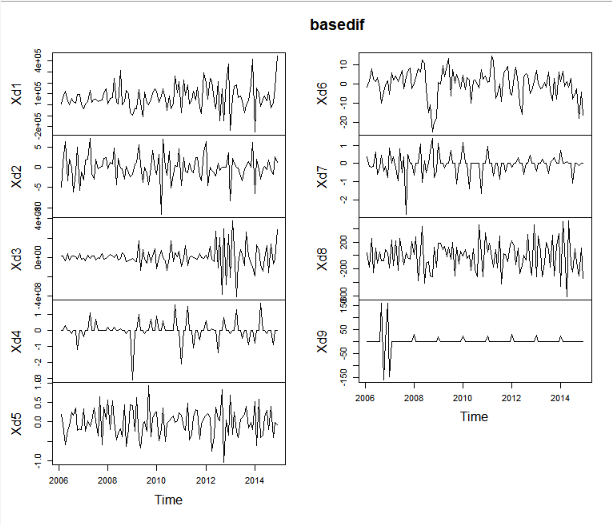 basedif
Xd1
-2e+05
1e+05
4e+05
Xd2
-5
0
5
Xd3
-4e+08
0e+00
4e+08
Xd4
-2
-1
0
1
Xd5
-1.0
0.0
0.5
2006
2008
2010
2012
2014
Time
Xd6
-20
-10
0
10
Xd7
-2
-1
0
1
Xd8
-200
200
Xd9
-150
-50
50
150
2006
2008
2010
2012
2014
Time